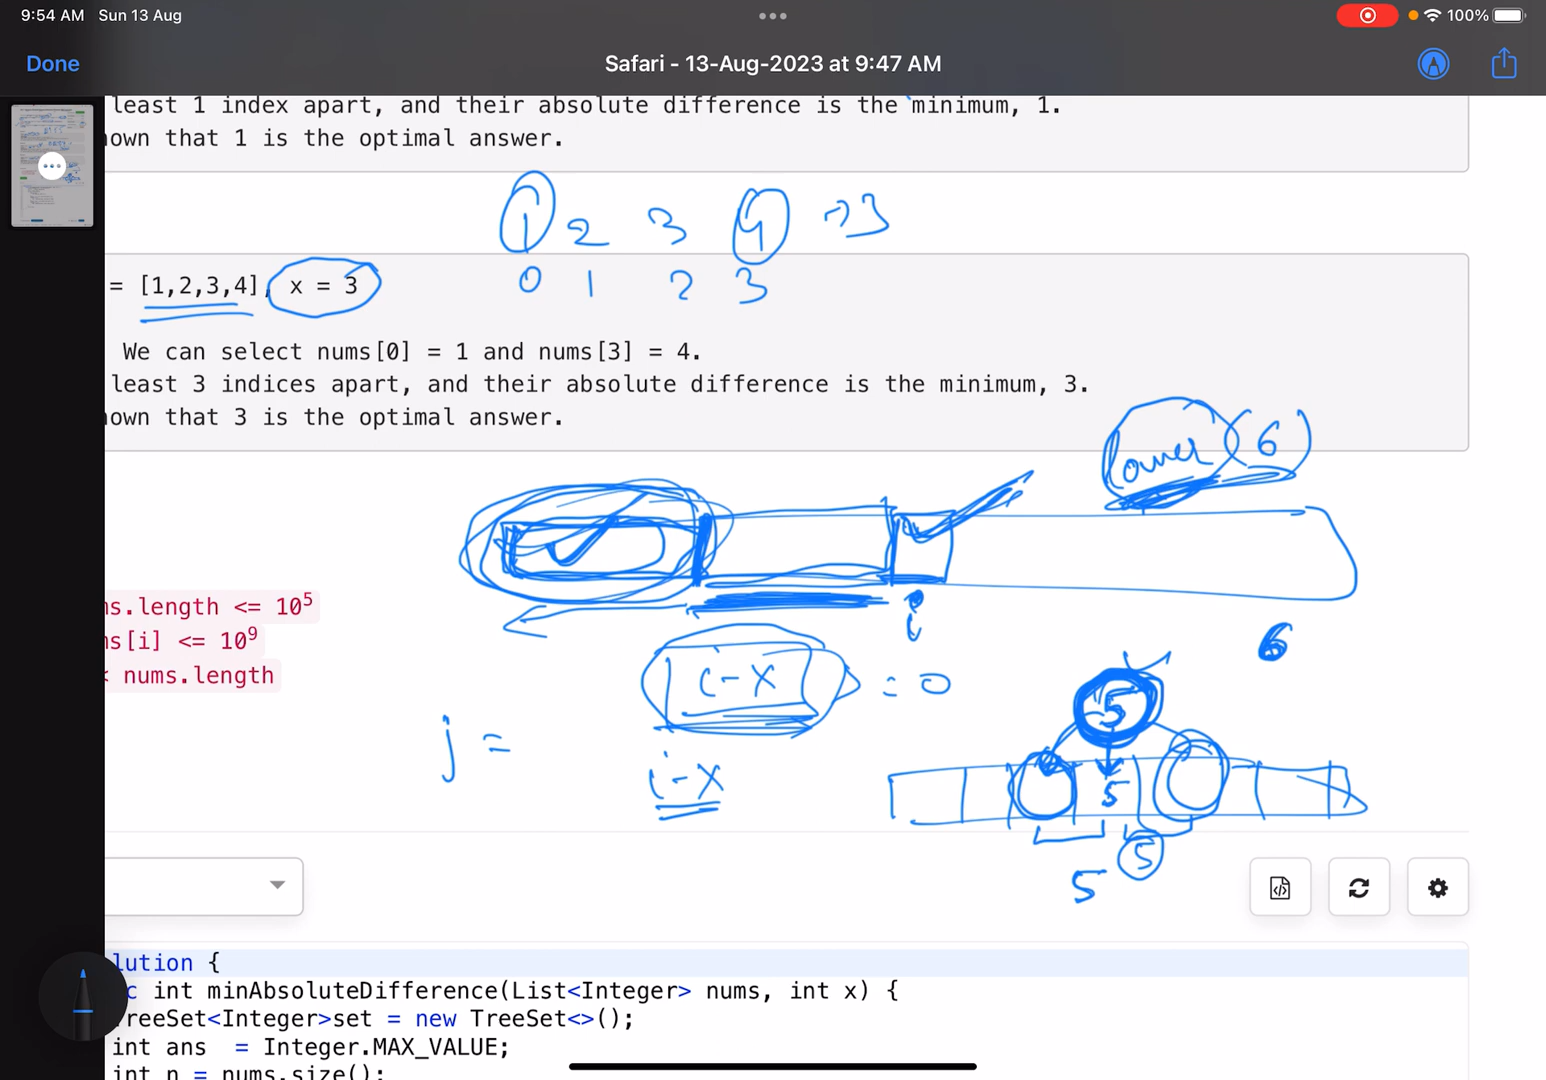 9:54 AM Sun 13 Aug
100%
Done
Safari - 13-Aug-2023 at 9:47 AM
least 1 index apart, and their absolute difference is the minimum, 1.
own that 1 is the optimal answer.
1 2 3 4 → 3
0 1 2 3
= [1,2,3,4], x = 3
We can select nums[0] = 1 and nums[3] = 4.
least 3 indices apart, and their absolute difference is the minimum, 3.
own that 3 is the optimal answer.
lower (6)
ns.length <= 10^5
ns[i] <= 10^9
< nums.length
i
6
i-x = 0
5
j =
i-x
5
5
5
lution {
c int minAbsoluteDifference(List<Integer> nums, int x) {
TreeSet<Integer>set = new TreeSet<>();
int ans = Integer.MAX_VALUE;
int n = nums.size();